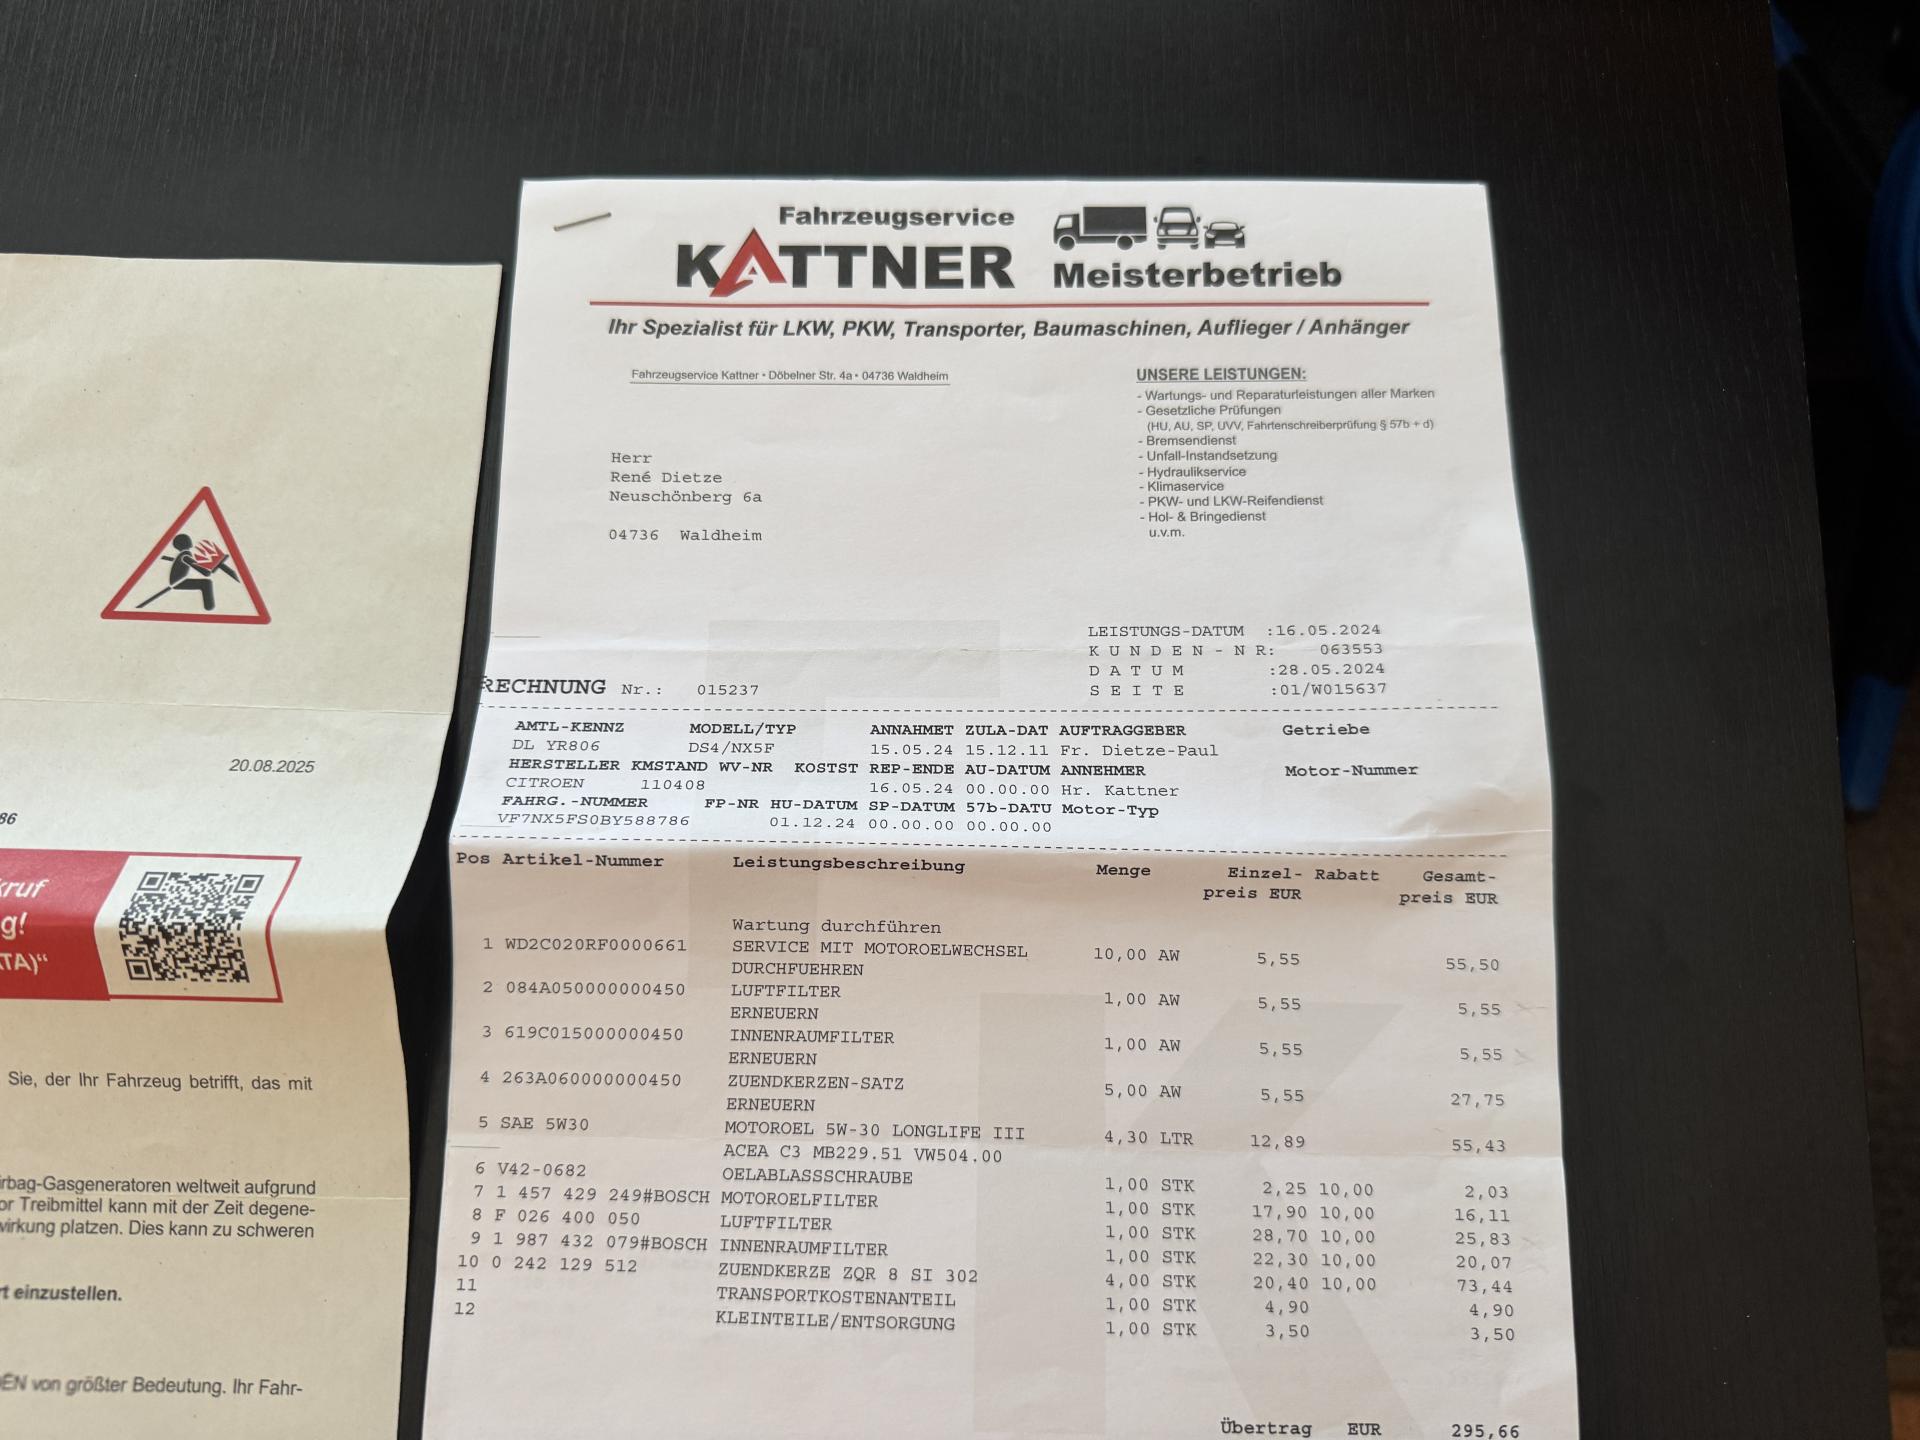 20.08.2025
86
kruf
g!
TA)“
Sie, der Ihr Fahrzeug betrifft, das mit
irbag-Gasgeneratoren weltweit aufgrund
or Treibmittel kann mit der Zeit degene-
wirkung platzen. Dies kann zu schweren
rt einzustellen.
EN von größter Bedeutung. Ihr Fahr-
Fahrzeugservice
KATTNER Meisterbetrieb
Ihr Spezialist für LKW, PKW, Transporter, Baumaschinen, Auflieger / Anhänger
Fahrzeugservice Kattner • Döbelner Str. 4a • 04736 Waldheim
UNSERE LEISTUNGEN:
- Wartungs- und Reparaturleistungen aller Marken
- Gesetzliche Prüfungen
(HU, AU, SP, UVV, Fahrtenschreiberprüfung § 57b + d)
- Bremsendienst
- Unfall-Instandsetzung
- Hydraulikservice
- Klimaservice
- PKW- und LKW-Reifendienst
- Hol- & Bringedienst
u.v.m.
Herr
René Dietze
Neuschönberg 6a
04736 Waldheim
LEISTUNGS-DATUM :16.05.2024
KUNDEN-NR: 063553
DATUM :28.05.2024
SEITE :01/W015637
RECHNUNG Nr.: 015237
AMTL-KENNZ MODELL/TYP ANNAHMET ZULA-DAT AUFTRAGGEBER Getriebe
DL YR806 DS4/NX5F 15.05.24 15.12.11 Fr. Dietze-Paul
HERSTELLER KMSTAND WV-NR KOSTST REP-ENDE AU-DATUM ANNEHMER Motor-Nummer
CITROEN 110408 16.05.24 00.00.00 Hr. Kattner
FAHRG.-NUMMER FP-NR HU-DATUM SP-DATUM 57b-DATU Motor-Typ
VF7NX5FS0BY588786 01.12.24 00.00.00 00.00.00
Pos Artikel-Nummer Leistungsbeschreibung Menge Einzel- Rabatt Gesamt-
preis EUR preis EUR
Wartung durchführen
1 WD2C020RF0000661 SERVICE MIT MOTOROELWECHSEL 10,00 AW 5,55 55,50
DURCHFUEHREN
2 084A050000000450 LUFTFILTER 1,00 AW 5,55 5,55
ERNEUERN
3 619C015000000450 INNENRAUMFILTER 1,00 AW 5,55 5,55
ERNEUERN
4 263A060000000450 ZUENDKERZEN-SATZ 5,00 AW 5,55 27,75
ERNEUERN
5 SAE 5W30 MOTOROEL 5W-30 LONGLIFE III 4,30 LTR 12,89 55,43
ACEA C3 MB229.51 VW504.00
6 V42-0682 OELABLASSSCHRAUBE 1,00 STK 2,25 10,00 2,03
7 1 457 429 249#BOSCH MOTOROELFILTER 1,00 STK 17,90 10,00 16,11
8 F 026 400 050 LUFTFILTER 1,00 STK 28,70 10,00 25,83
9 1 987 432 079#BOSCH INNENRAUMFILTER 1,00 STK 22,30 10,00 20,07
10 0 242 129 512 ZUENDKERZE ZQR 8 SI 302 4,00 STK 20,40 10,00 73,44
11 TRANSPORTKOSTENANTEIL 1,00 STK 4,90 4,90
12 KLEINTEILE/ENTSORGUNG 1,00 STK 3,50 3,50
Übertrag EUR 295,66